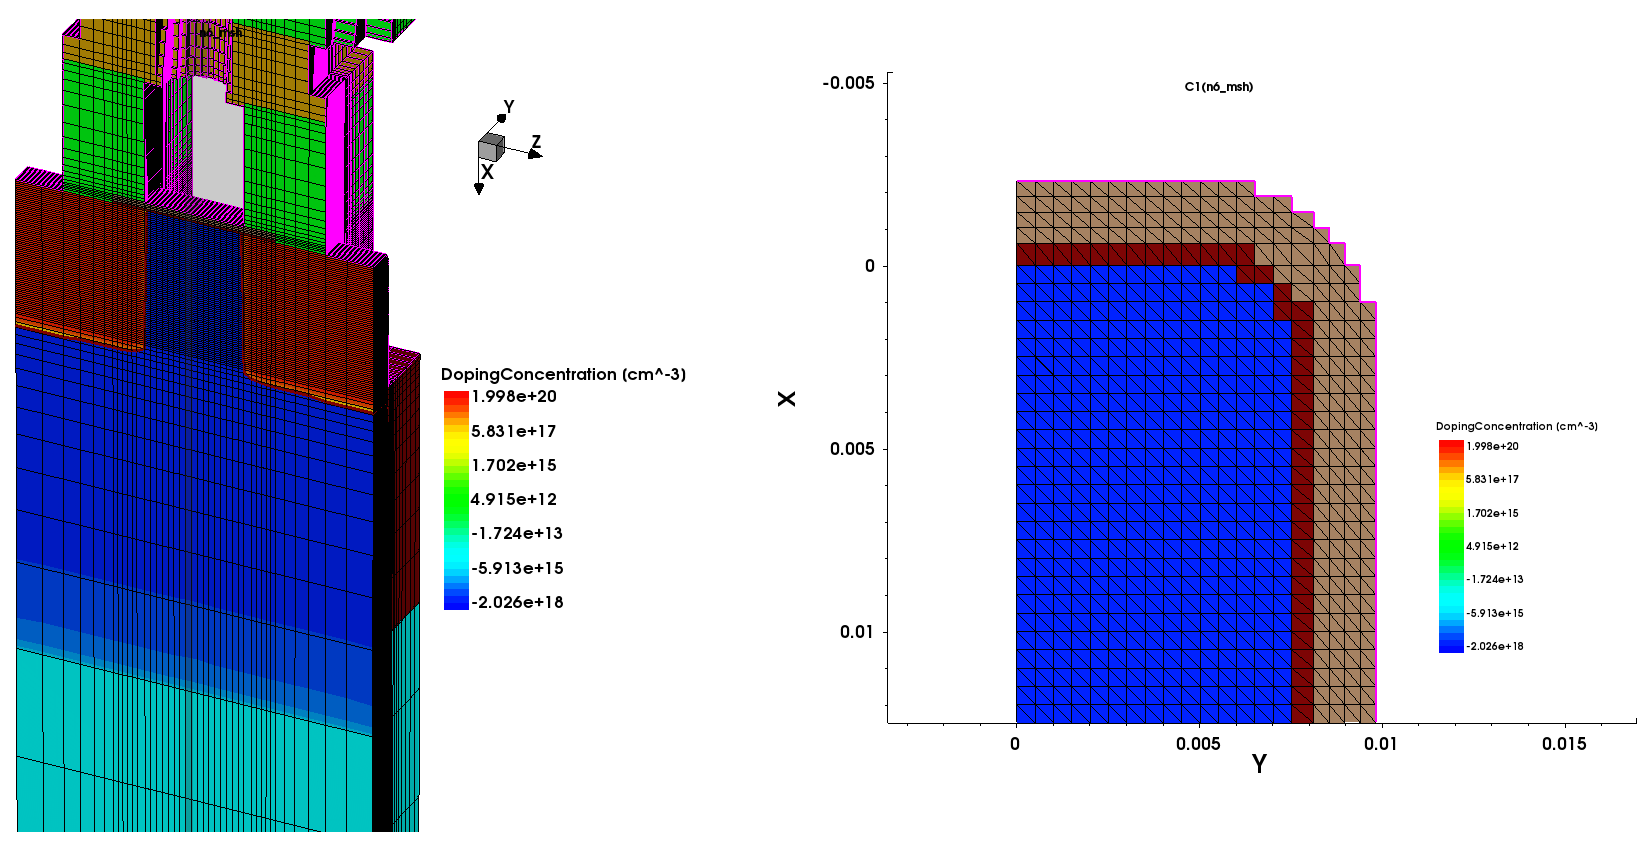 n6_msh
Y
Z
X
DopingConcentration (cm^-3)
1.998e+20
5.831e+17
1.702e+15
4.915e+12
-1.724e+13
-5.913e+15
-2.026e+18
C1(n6_msh)
-0.005
0
0.005
0.01
X
0
0.005
0.01
0.015
Y
DopingConcentration (cm^-3)
1.998e+20
5.831e+17
1.702e+15
4.915e+12
-1.724e+13
-5.913e+15
-2.026e+18